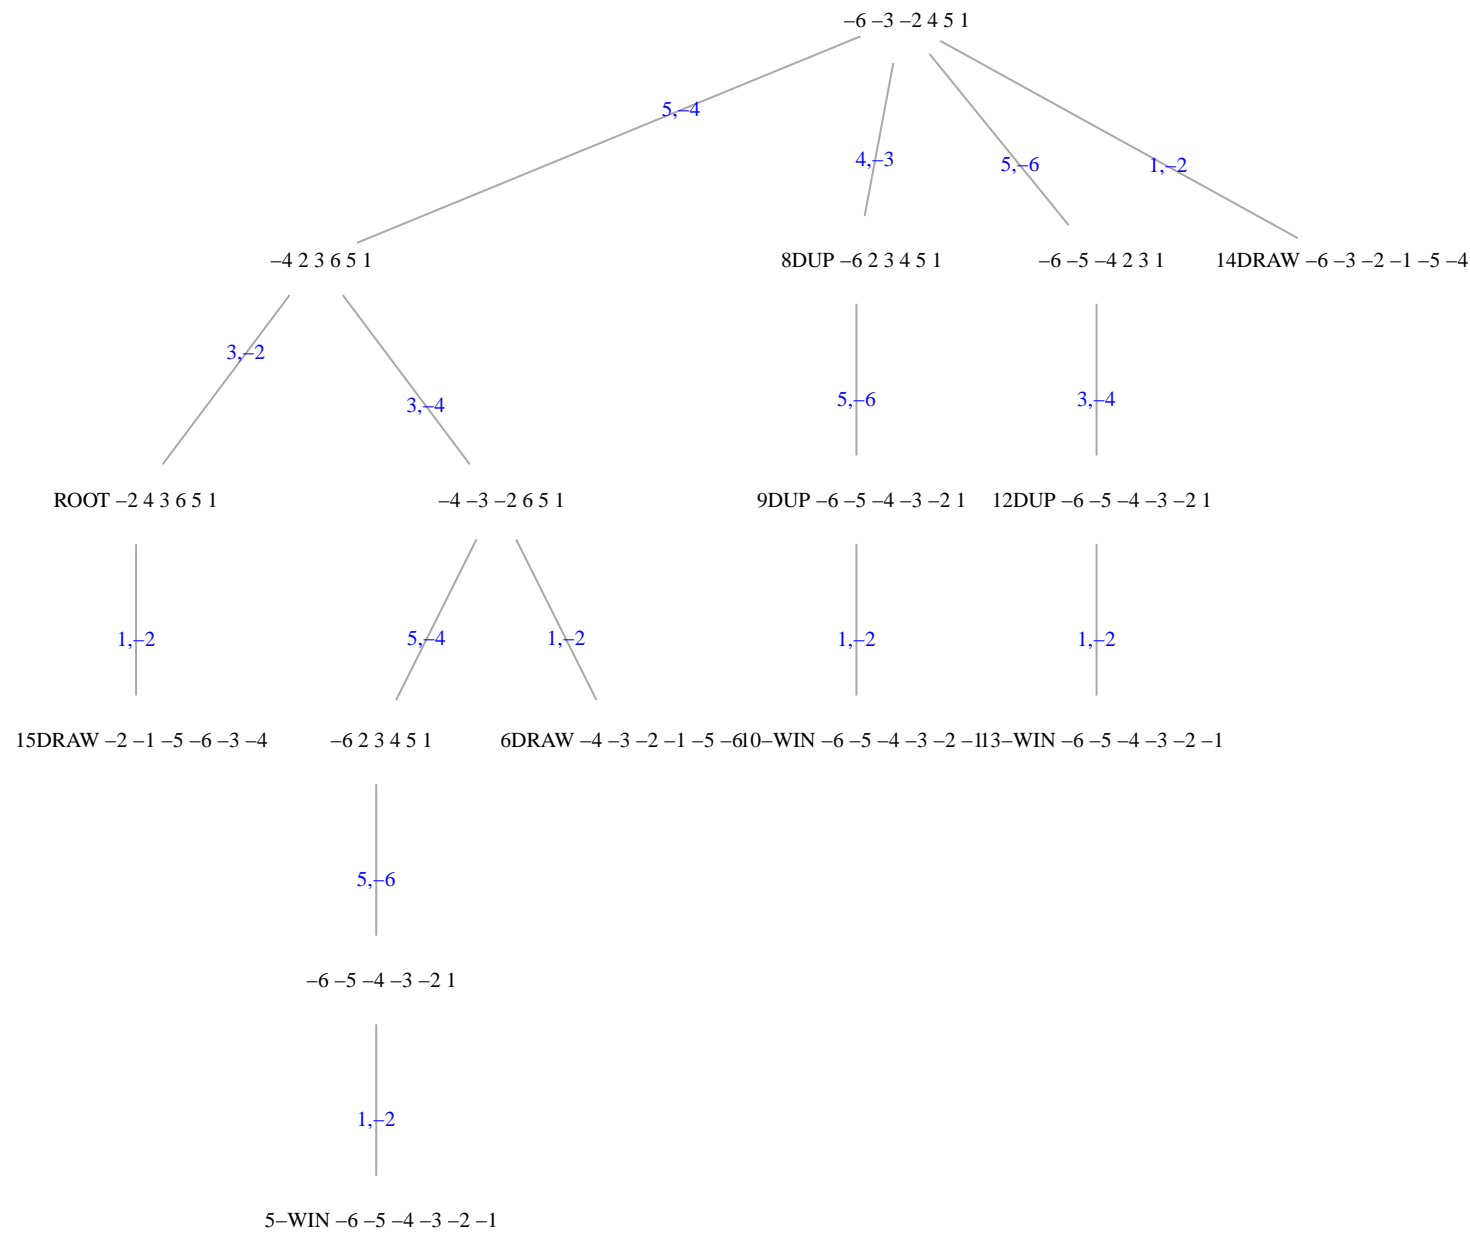 –6 –3 –2 4 5 1
5,–4
4,–3
5,–6
1,–2
–4 2 3 6 5 1
8DUP –6 2 3 4 5 1
–6 –5 –4 2 3 1
14DRAW –6 –3 –2 –1 –5 –4
3,–2
3,–4
5,–6
3,–4
ROOT –2 4 3 6 5 1
–4 –3 –2 6 5 1
9DUP –6 –5 –4 –3 –2 1
12DUP –6 –5 –4 –3 –2 1
1,–2
5,–4
1,–2
1,–2
1,–2
15DRAW –2 –1 –5 –6 –3 –4
–6 2 3 4 5 1
6DRAW –4 –3 –2 –1 –5 –6
10–WIN –6 –5 –4 –3 –2 –1
13–WIN –6 –5 –4 –3 –2 –1
5,–6
–6 –5 –4 –3 –2 1
1,–2
5–WIN –6 –5 –4 –3 –2 –1